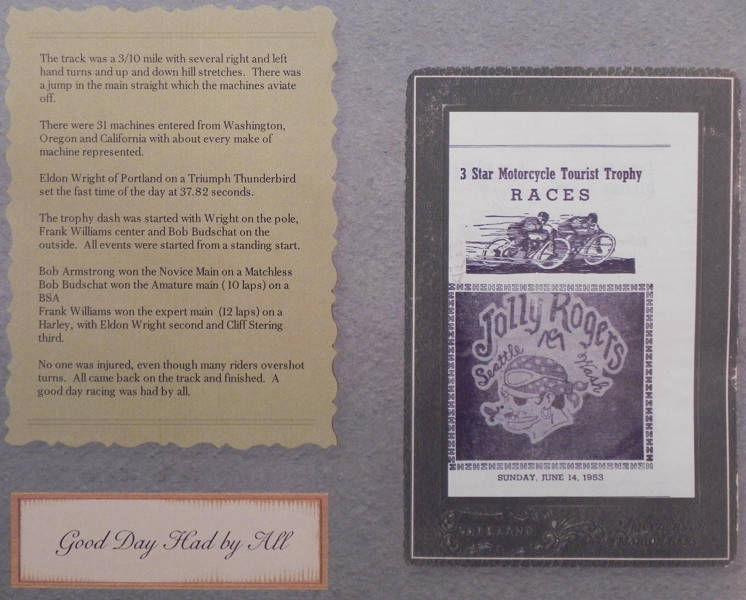 The track was a 3/10 mile with several right and left
hand turns and up and down hill stretches. There was
a jump in the main straight which the machines aviate
off.
There were 31 machines entered from Washington,
Oregon and California with about every make of
machine represented.
Eldon Wright of Portland on a Triumph Thunderbird
set the fast time of the day at 37.82 seconds.
The trophy dash was started with Wright on the pole,
Frank Williams center and Bob Budschat on the
outside. All events were started from a standing start.
Bob Armstrong won the Novice Main on a Matchless
Bob Budschat won the Amature main ( 10 laps) on a
BSA
Frank Williams won the expert main (12 laps) on a
Harley, with Eldon Wright second and Cliff Stering
third.
No one was injured, even though many riders overshot
turns. All came back on the track and finished. A
good day racing was had by all.
Good Day Had by All
3 Star Motorcycle Tourist Trophy
RACES
Jolly Rogers
MC
Seattle Wash
SUNDAY, JUNE 14, 1953